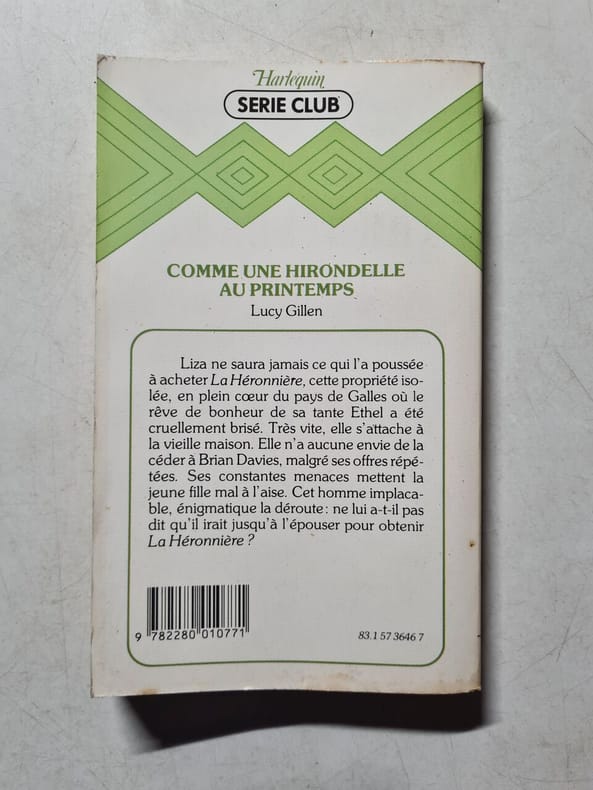 Harlequin
SERIE CLUB
COMME UNE HIRONDELLE
AU PRINTEMPS
Lucy Gillen
Liza ne saura jamais ce qui l'a poussée
à acheter La Héronnière, cette propriété iso-
lée, en plein cœur du pays de Galles où le
rêve de bonheur de sa tante Ethel a été
cruellement brisé. Très vite, elle s'attache à
la vieille maison. Elle n'a aucune envie de la
céder à Brian Davies, malgré ses offres répé-
tées. Ses constantes menaces mettent la
jeune fille mal à l'aise. Cet homme implaca-
ble, énigmatique la déroute : ne lui a-t-il pas
dit qu'il irait jusqu'à l'épouser pour obtenir
La Héronnière ?
9 782280 010771
83.1 57 3646 7